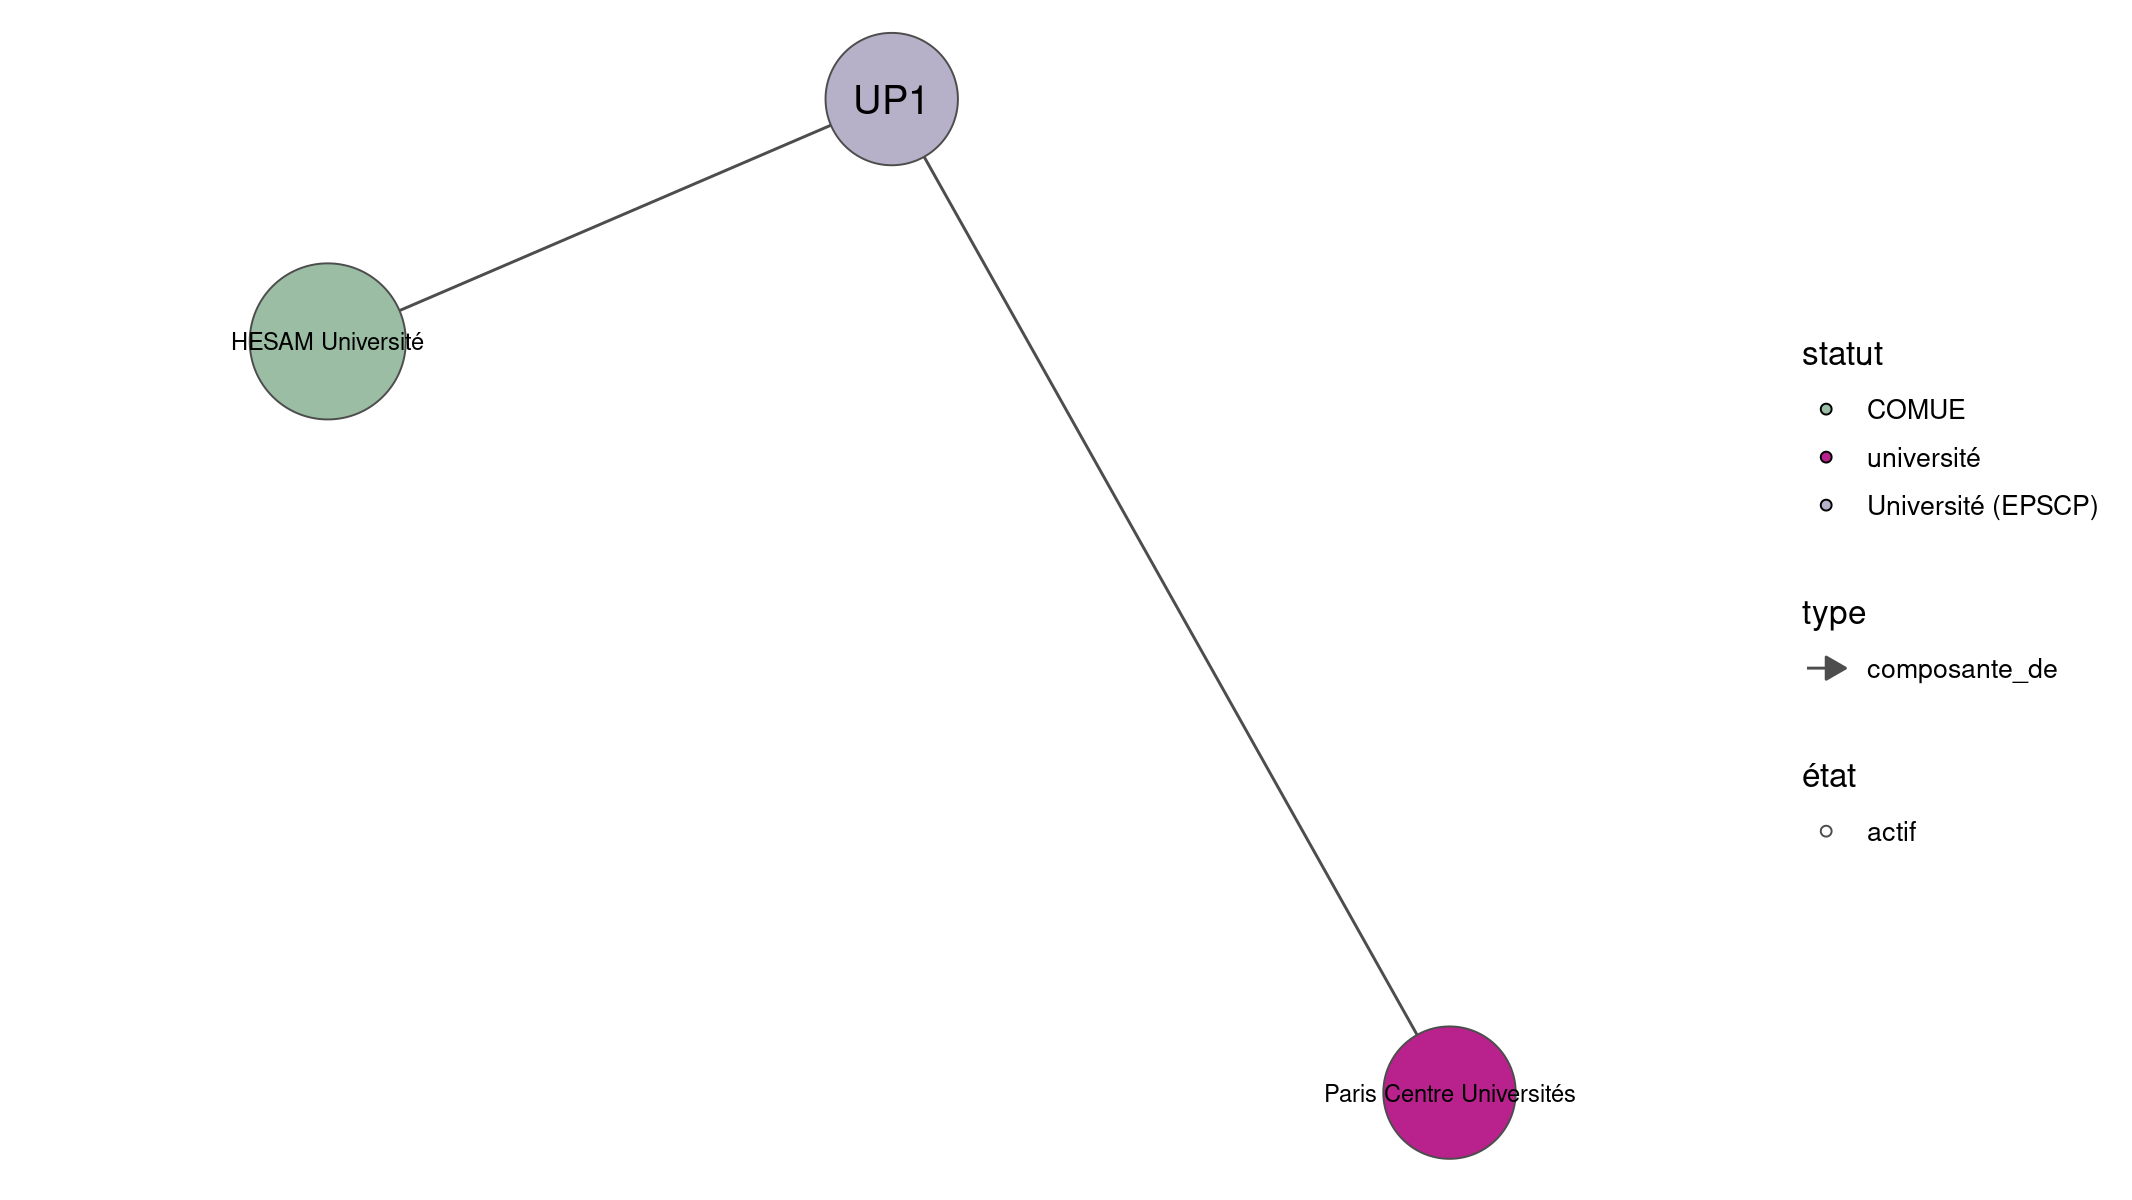 UP1
HESAM Université
Paris Centre Universités
statut
COMUE
université
Université (EPSCP)
type
composante_de
état
actif